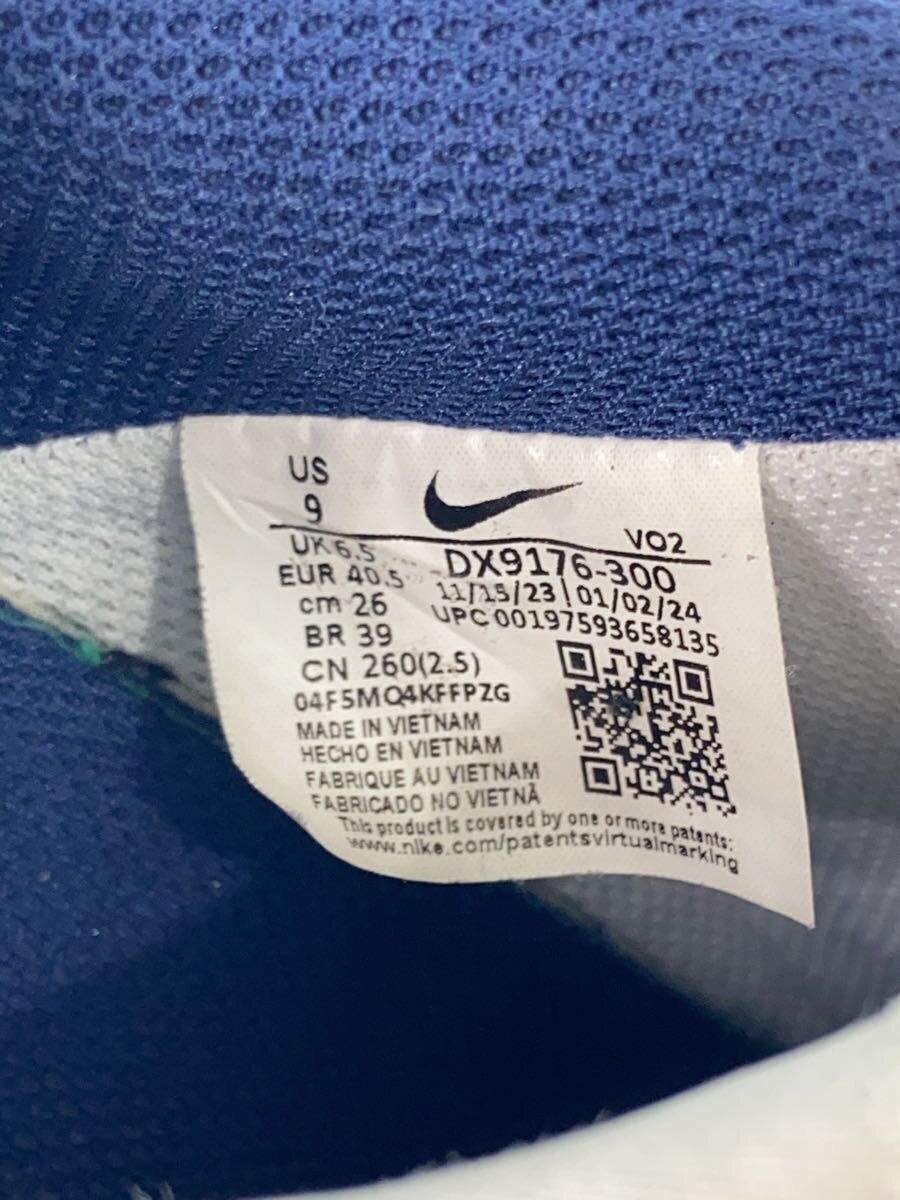 US
9
VO2
UK 6.5
EUR 40.5
cm 26
BR 39
CN 260(2.5)
DX9176-300
11/15/23 | 01/02/24
UPC 00197593658135
04F5MQ4KFFPZG
MADE IN VIETNAM
HECHO EN VIETNAM
FABRIQUE AU VIETNAM
FABRICADO NO VIETNÃ
This product is covered by one or more patents:
www.nike.com/patentsvirtualmarking